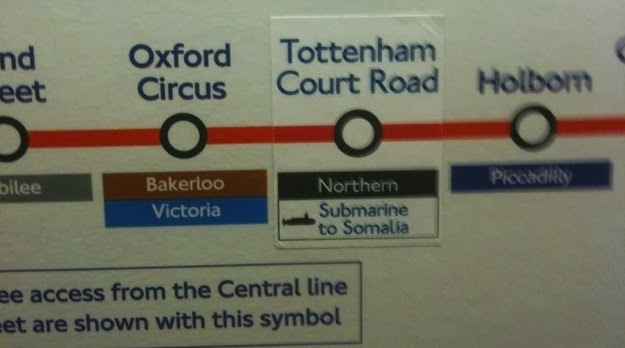 nd
eet
Oxford
Circus
Tottenham
Court Road
Holborn
bilee
Bakerloo
Victoria
Northern
Submarine
to Somalia
Piccadilly
ee access from the Central line
eet are shown with this symbol